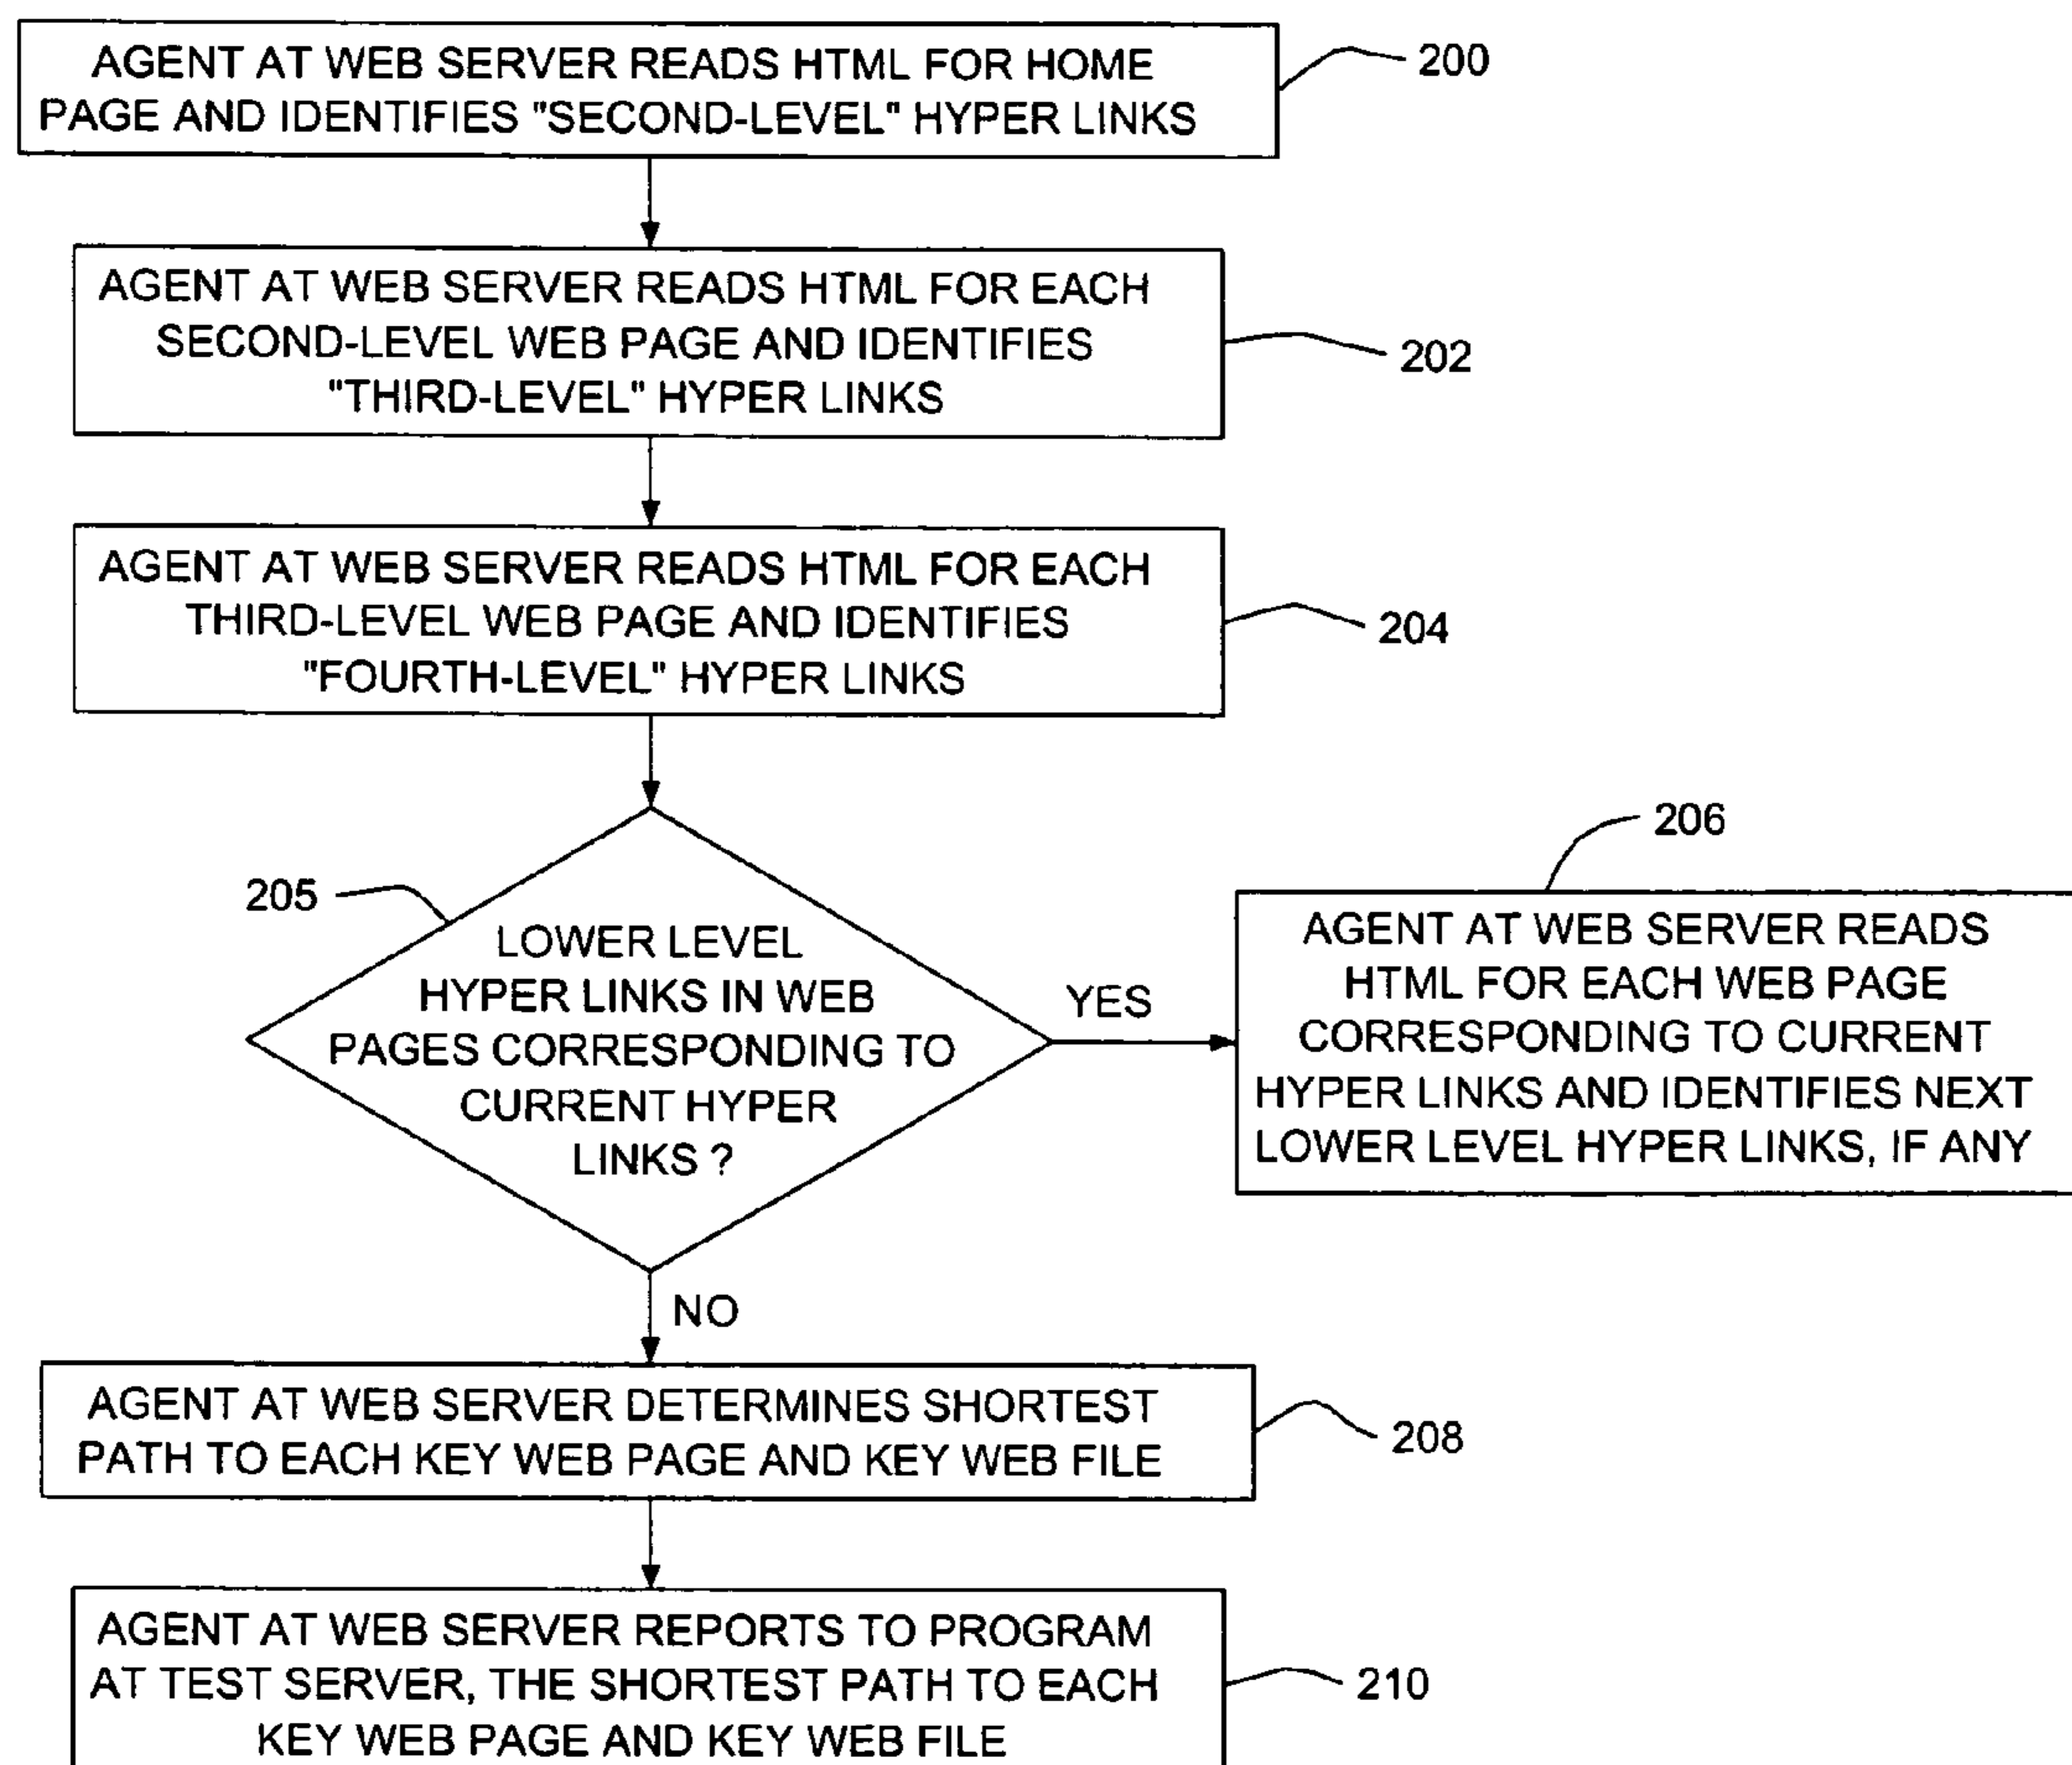 AGENT AT WEB SERVER READS HTML FOR HOME
PAGE AND IDENTIFIES "SECOND-LEVEL" HYPER LINKS
200
AGENT AT WEB SERVER READS HTML FOR EACH
SECOND-LEVEL WEB PAGE AND IDENTIFIES
"THIRD-LEVEL" HYPER LINKS
202
AGENT AT WEB SERVER READS HTML FOR EACH
THIRD-LEVEL WEB PAGE AND IDENTIFIES
"FOURTH-LEVEL" HYPER LINKS
204
205
LOWER LEVEL
HYPER LINKS IN WEB
PAGES CORRESPONDING TO
CURRENT HYPER
LINKS ?
YES
206
AGENT AT WEB SERVER READS
HTML FOR EACH WEB PAGE
CORRESPONDING TO CURRENT
HYPER LINKS AND IDENTIFIES NEXT
LOWER LEVEL HYPER LINKS, IF ANY
NO
AGENT AT WEB SERVER DETERMINES SHORTEST
PATH TO EACH KEY WEB PAGE AND KEY WEB FILE
208
AGENT AT WEB SERVER REPORTS TO PROGRAM
AT TEST SERVER, THE SHORTEST PATH TO EACH
KEY WEB PAGE AND KEY WEB FILE
210